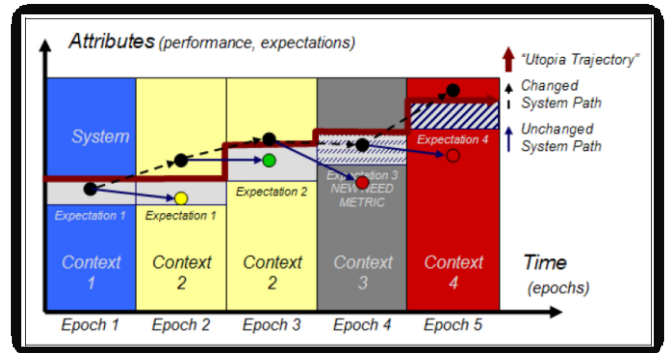 Attributes (performance, expectations)
"Utopia Trajectory"
Changed
System Path
Unchanged
System Path
System
Expectation 1
Expectation 1
Expectation 2
Expectation 3
NEW NEED
METRIC
Expectation 4
Context
1
Context
2
Context
2
Context
3
Context
4
Time
(epochs)
Epoch 1
Epoch 2
Epoch 3
Epoch 4
Epoch 5